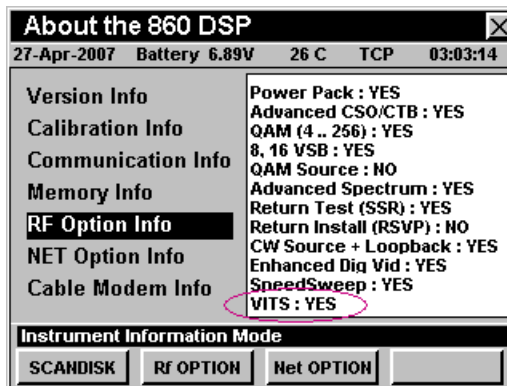 About the 860 DSP
27-Apr-2007 Battery 6.89V 26 C TCP 03:03:14
Version Info
Calibration Info
Communication Info
Memory Info
RF Option Info
NET Option Info
Cable Modem Info
Power Pack : YES
Advanced CSO/CTB : YES
QAM (4 .. 256) : YES
8, 16 VSB : YES
QAM Source : NO
Advanced Spectrum : YES
Return Test (SSR) : YES
Return Install (RSVP) : NO
CW Source + Loopback : YES
Enhanced Dig Vid : YES
SpeedSweep : YES
VITS : YES
Instrument Information Mode
SCANDISK Rf OPTION Net OPTION